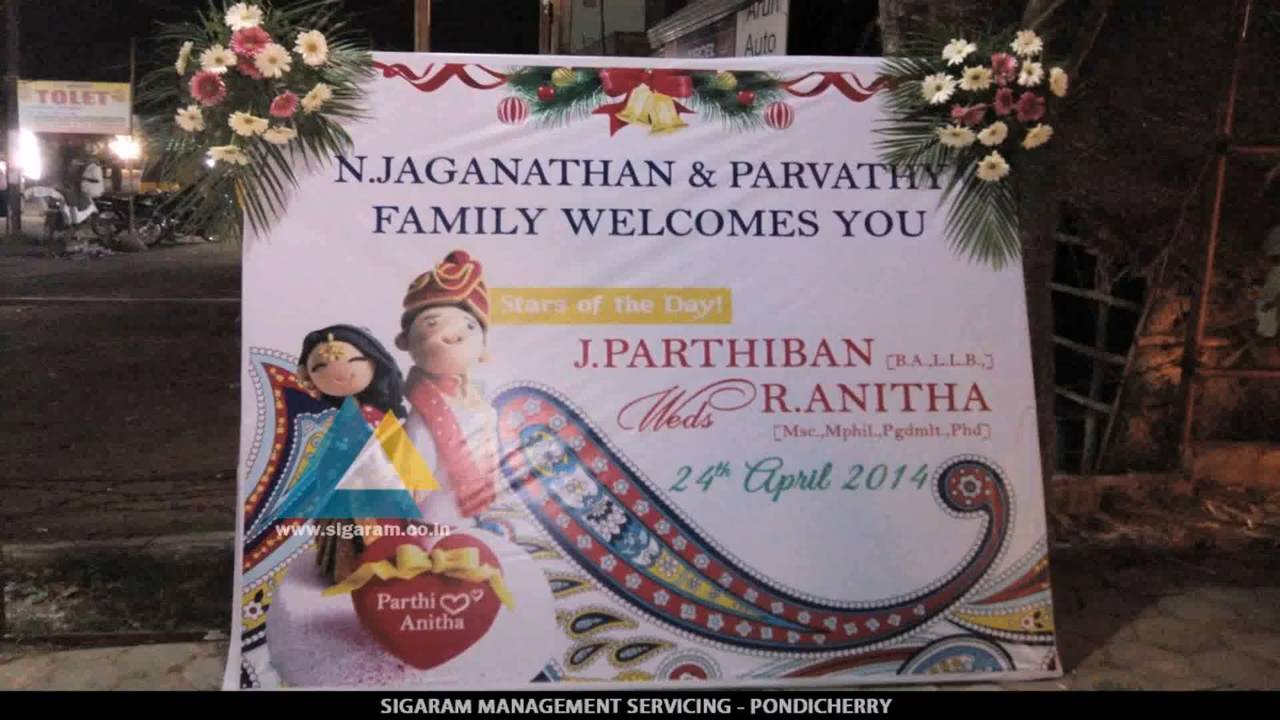 Arun
Auto
TOLET
N.JAGANATHAN & PARVATHY
FAMILY WELCOMES YOU
Stars of the Day!
J.PARTHIBAN [B.A.,L.L.B.,]
Weds R.ANITHA
[Msc.,Mphil.,Pgdmlt.,Phd]
24th April 2014
www.sigaram.co.in
Parthi
Anitha
SIGARAM MANAGEMENT SERVICING - PONDICHERRY